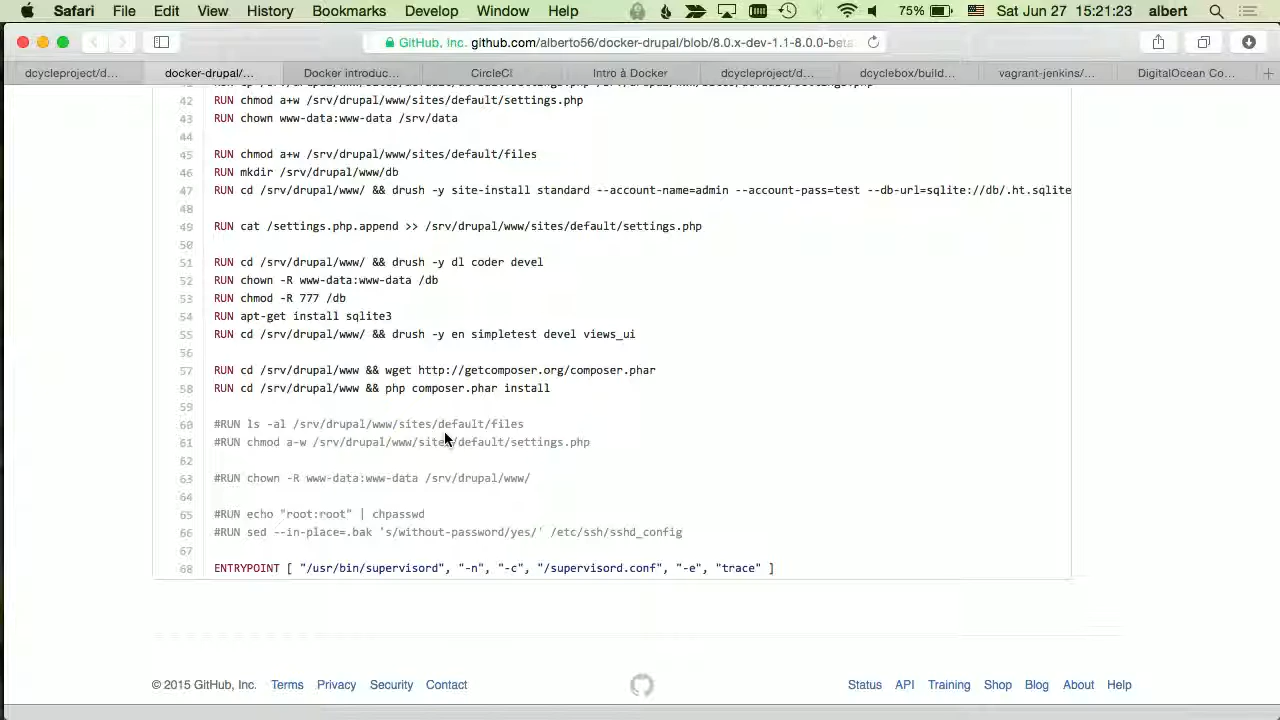 Safari File Edit View History Bookmarks Develop Window Help 75% Sat Jun 27 15:21:23 albert
GitHub, Inc. github.com/alberto56/docker-drupal/blob/8.0.x-dev-1.1-8.0.0-beta
dcycleproject/d... docker-drupal/... Docker introduc... CircleCI Intro à Docker dcycleproject/d... dcyclebox/build... vagrant-jenkins/... DigitalOcean Co...
42 RUN chmod a+w /srv/drupal/www/sites/default/settings.php
43 RUN chown www-data:www-data /srv/data
44
45 RUN chmod a+w /srv/drupal/www/sites/default/files
46 RUN mkdir /srv/drupal/www/db
47 RUN cd /srv/drupal/www/ && drush -y site-install standard --account-name=admin --account-pass=test --db-url=sqlite://db/.ht.sqlite
48
49 RUN cat /settings.php.append >> /srv/drupal/www/sites/default/settings.php
50
51 RUN cd /srv/drupal/www/ && drush -y dl coder devel
52 RUN chown -R www-data:www-data /db
53 RUN chmod -R 777 /db
54 RUN apt-get install sqlite3
55 RUN cd /srv/drupal/www/ && drush -y en simpletest devel views_ui
56
57 RUN cd /srv/drupal/www && wget http://getcomposer.org/composer.phar
58 RUN cd /srv/drupal/www && php composer.phar install
59
60 #RUN ls -al /srv/drupal/www/sites/default/files
61 #RUN chmod a-w /srv/drupal/www/sites/default/settings.php
62
63 #RUN chown -R www-data:www-data /srv/drupal/www/
64
65 #RUN echo "root:root" | chpasswd
66 #RUN sed --in-place=.bak 's/without-password/yes/' /etc/ssh/sshd_config
67
68 ENTRYPOINT [ "/usr/bin/supervisord", "-n", "-c", "/supervisord.conf", "-e", "trace" ]
© 2015 GitHub, Inc. Terms Privacy Security Contact Status API Training Shop Blog About Help